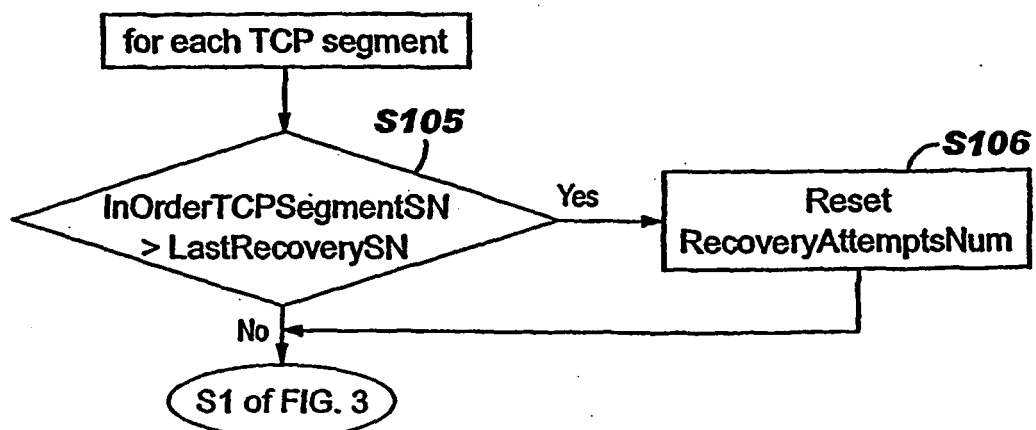 for each TCP segment
S105
InOrderTCPSegmentSN
> LastRecoverySN
Yes
S106
Reset
RecoveryAttemptsNum
No
S1 of FIG. 3